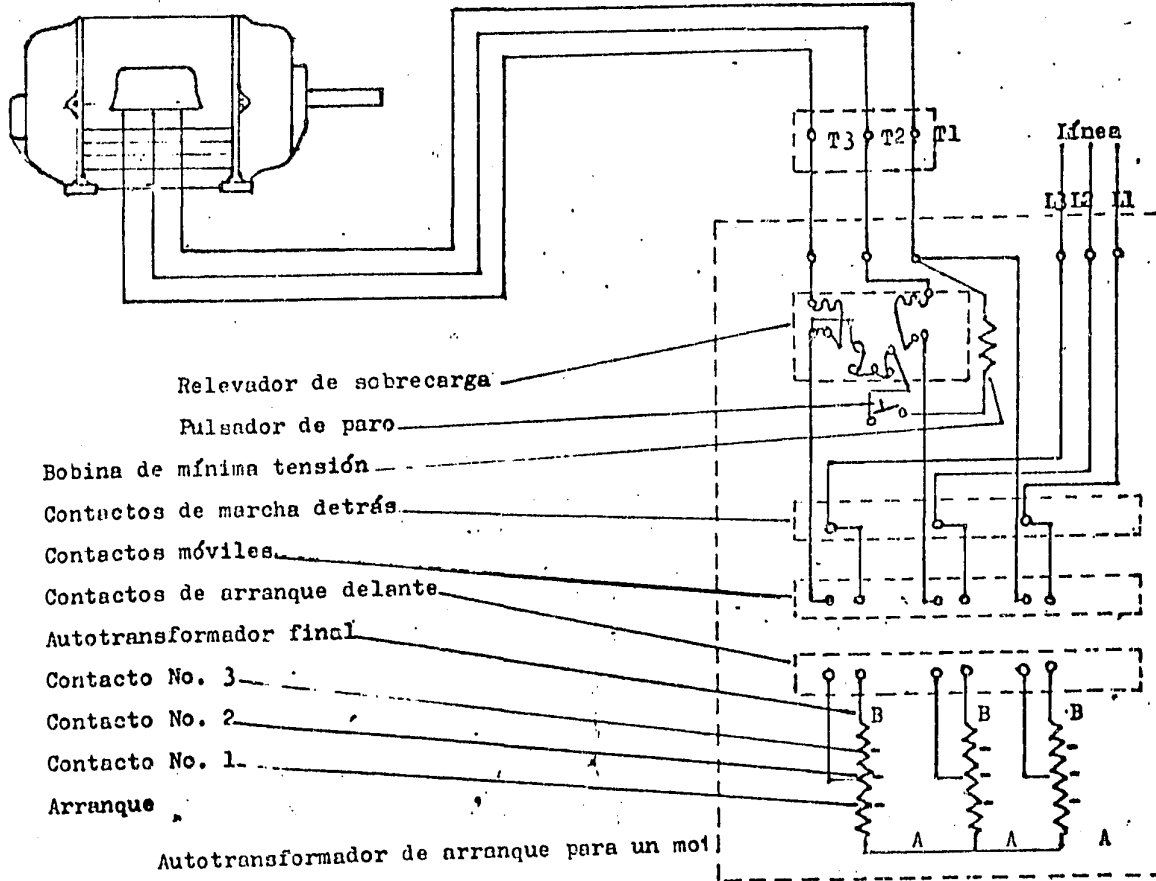 T3 T2 T1
Línea
L3 L2 L1
Relevador de sobrecarga
Pulsador de paro
Bobina de mínima tensión
Contactos de marcha detrás
Contactos móviles
Contactos de arranque delante
Autotransformador final
Contacto No. 3
Contacto No. 2
Contacto No. 1
Arranque
B B B
A A A
Autotransformador de arranque para un mot